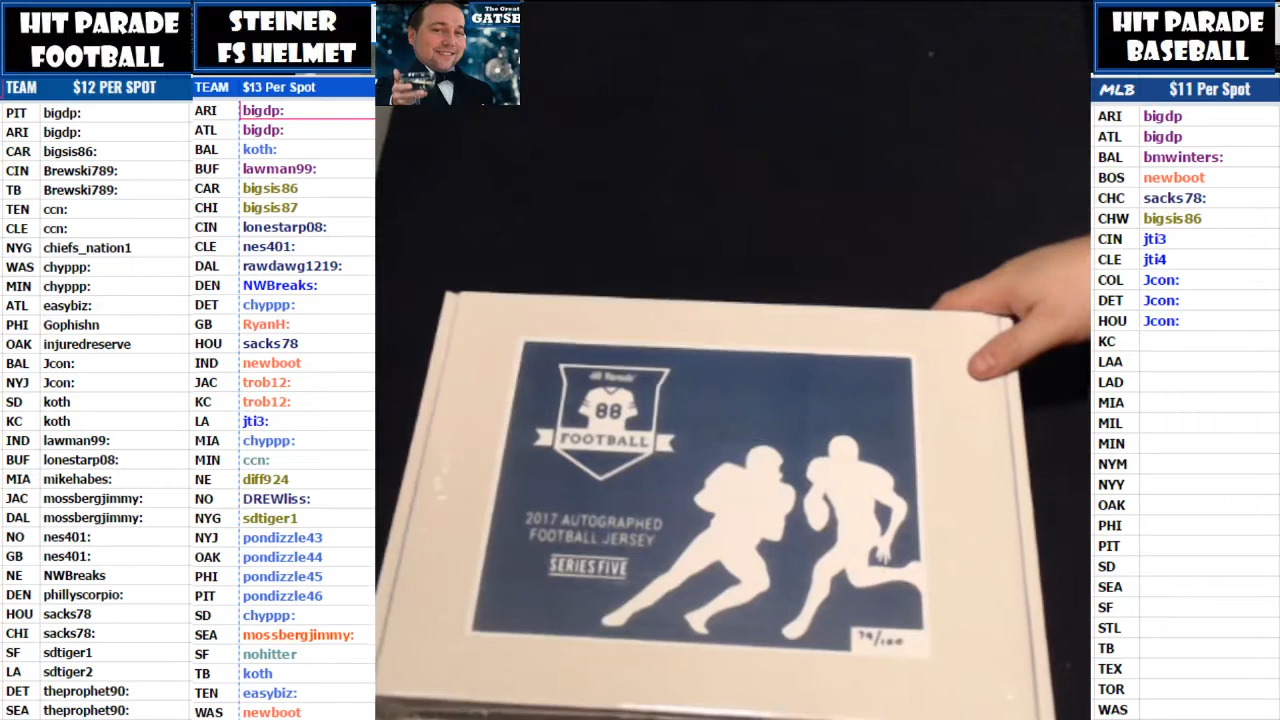 HIT PARADE
FOOTBALL
TEAM $12 PER SPOT
PIT bigdp:
ARI bigdp:
CAR bigsis86:
CIN Brewski789:
TB Brewski789:
TEN ccn:
CLE ccn:
NYG chiefs_nation1
WAS chyppp:
MIN chyppp:
ATL easybiz:
PHI Gophishn
OAK injuredreserve
BAL Jcon:
NYJ Jcon:
SD koth
KC koth
IND lawman99:
BUF lonestarp08:
MIA mikehabes:
JAC mossbergjimmy:
DAL mossbergjimmy:
NO nes401:
GB nes401:
NE NWBreaks
DEN phillyscorpio:
HOU sacks78
CHI sacks78:
SF sdtiger1
LA sdtiger2
DET theprophet90:
SEA theprophet90:
STEINER
FS HELMET
TEAM $13 Per Spot
ARI bigdp:
ATL bigdp:
BAL koth:
BUF lawman99:
CAR bigsis86
CHI bigsis87
CIN lonestarp08:
CLE nes401:
DAL rawdawg1219:
DEN NWBreaks:
DET chyppp:
GB RyanH:
HOU sacks78
IND newboot
JAC trob12:
KC trob12:
LA jti3:
MIA chyppp:
MIN ccn:
NE diff924
NO DREWliss:
NYG sdtiger1
NYJ pondizzle43
OAK pondizzle44
PHI pondizzle45
PIT pondizzle46
SD chyppp:
SEA mossbergjimmy:
SF nohitter
TB koth
TEN easybiz:
WAS newboot
The Great
GATSB
Hit Parade
88
FOOTBALL
2017 AUTOGRAPHED
FOOTBALL JERSEY
SERIES FIVE
HIT PARADE
BASEBALL
MLB $11 Per Spot
ARI bigdp
ATL bigdp
BAL bmwinters:
BOS newboot
CHC sacks78:
CHW bigsis86
CIN jti3
CLE jti4
COL Jcon:
DET Jcon:
HOU Jcon:
KC
LAA
LAD
MIA
MIL
MIN
NYM
NYY
OAK
PHI
PIT
SD
SEA
SF
STL
TB
TEX
TOR
WAS